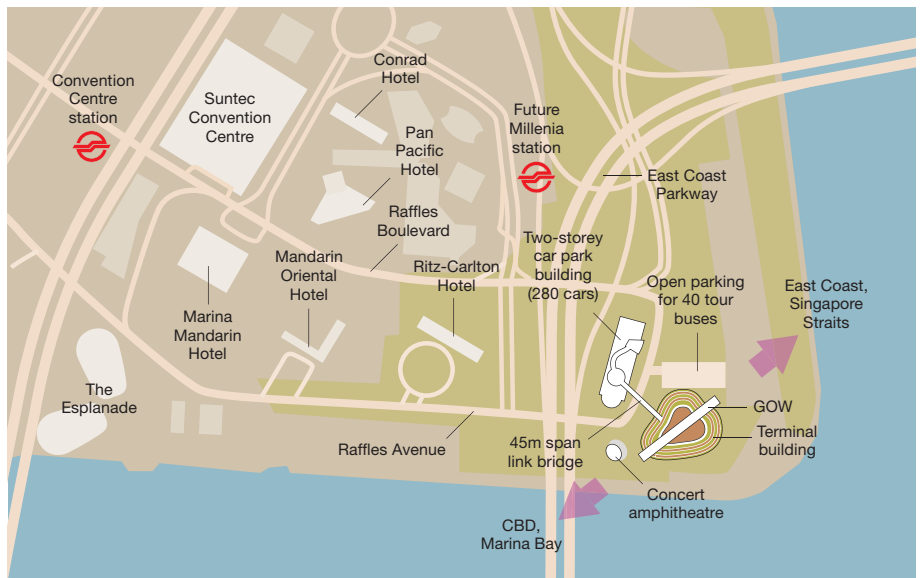 Conrad
Hotel
Convention
Centre
station
Suntec
Convention
Centre
Future
Millenia
station
Pan
Pacific
Hotel
East Coast
Parkway
Raffles
Boulevard
Two-storey
car park
building
(280 cars)
Mandarin
Oriental
Hotel
Ritz-Carlton
Hotel
Open parking
for 40 tour
buses
East Coast,
Singapore
Straits
Marina
Mandarin
Hotel
The
Esplanade
GOW
Terminal
building
Raffles Avenue
45m span
link bridge
Concert
amphitheatre
CBD,
Marina Bay